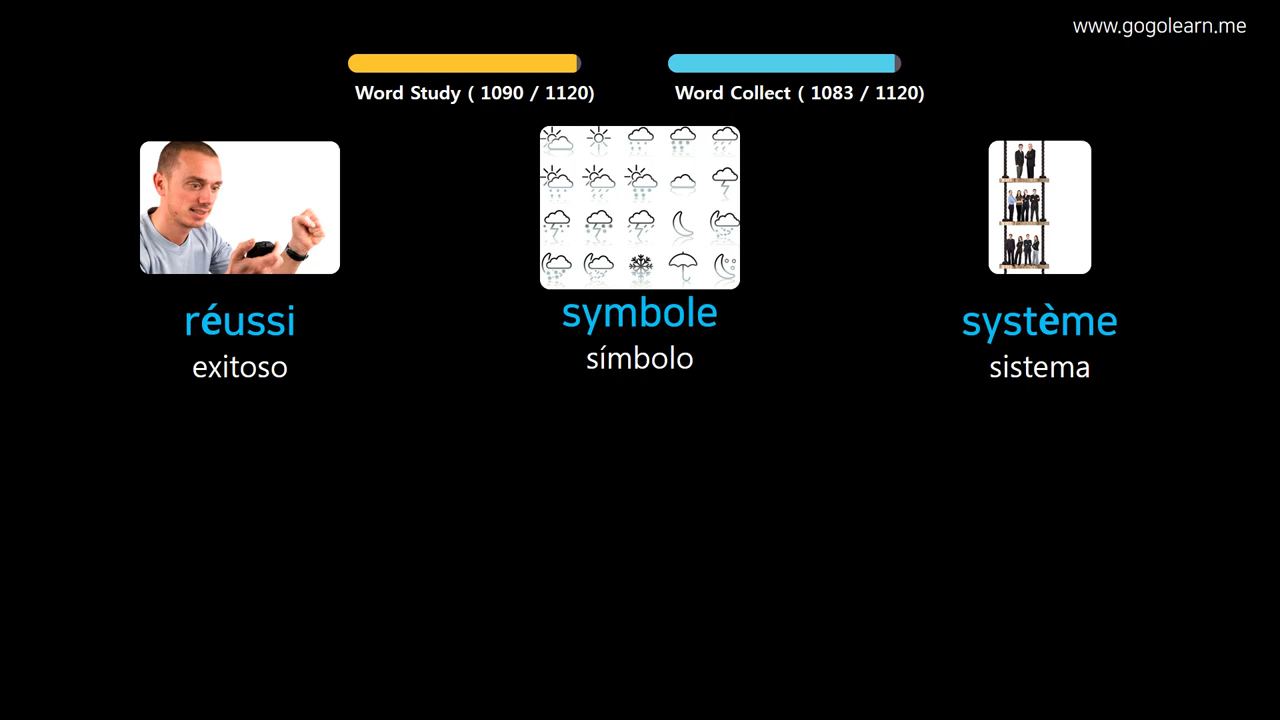 www.gogolearn.me
Word Study ( 1090 / 1120)
Word Collect ( 1083 / 1120)
réussi
exitoso
symbole
símbolo
système
sistema